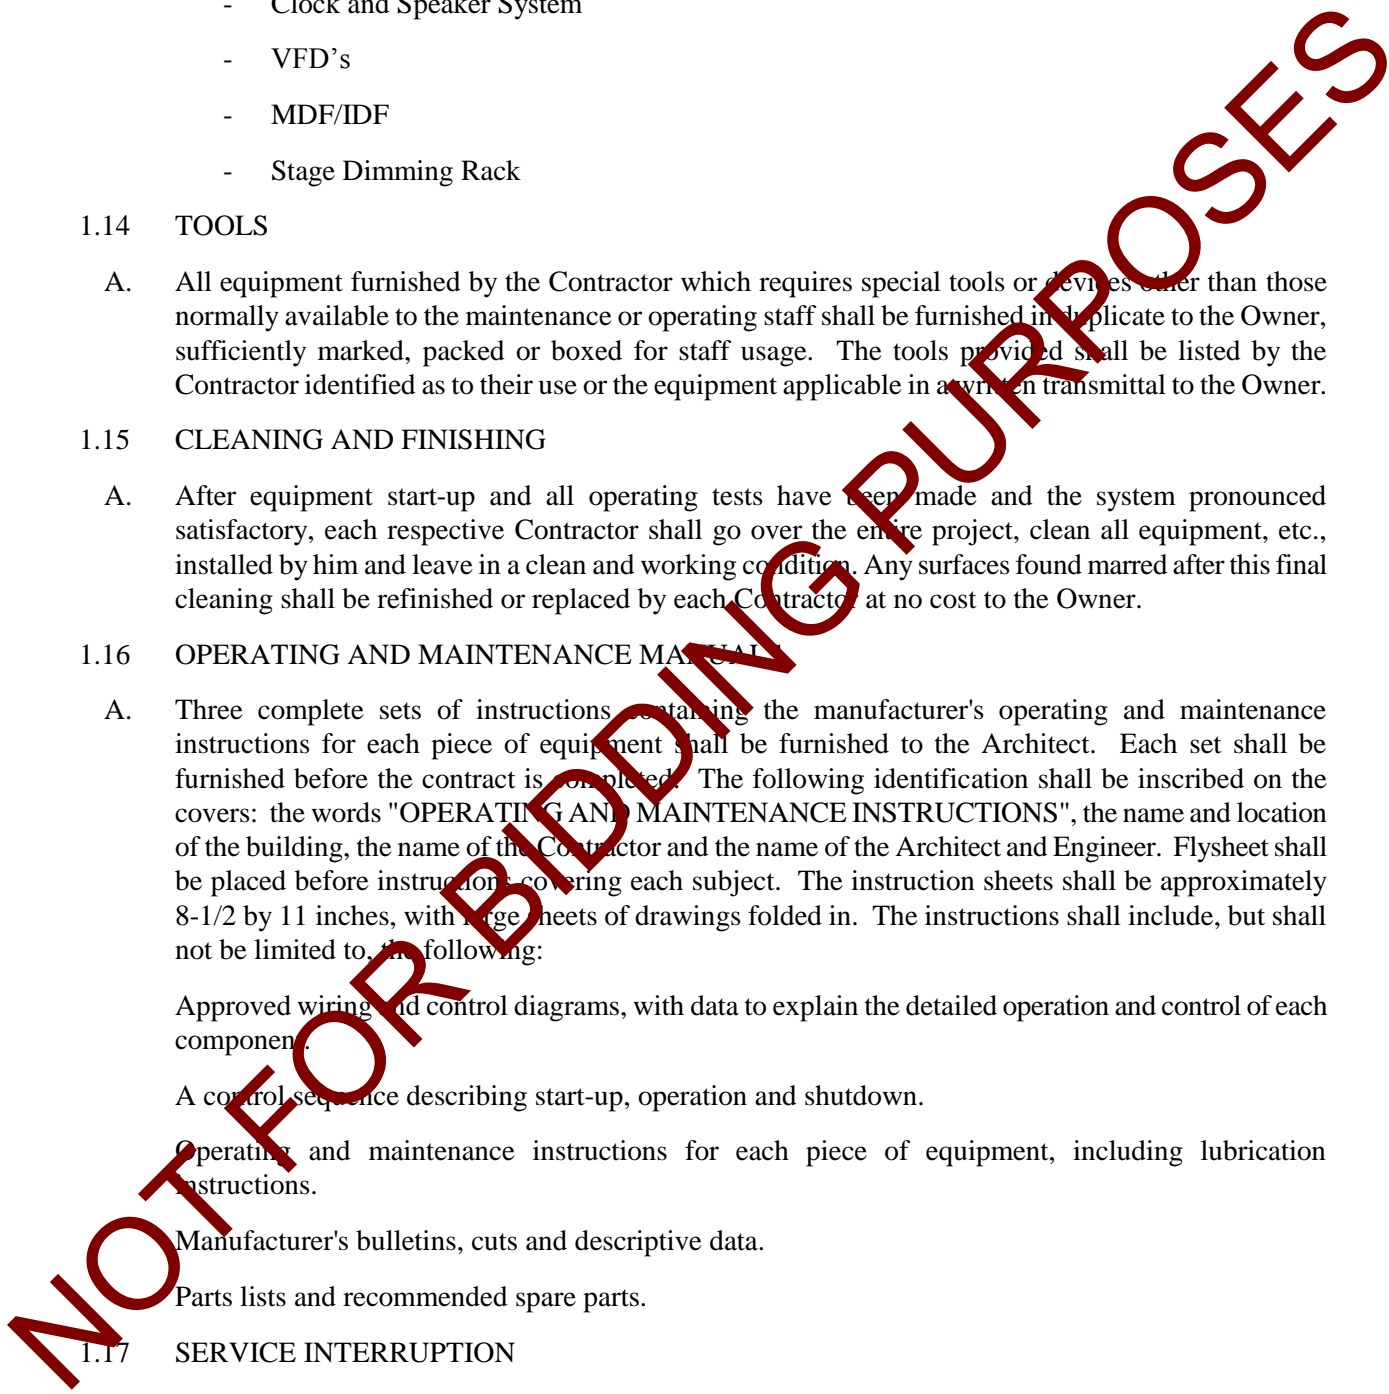 - Clock and Speaker System
- VFD’s
- MDF/IDF
- Stage Dimming Rack
1.14 TOOLS
A. All equipment furnished by the Contractor which requires special tools or devices other than those
normally available to the maintenance or operating staff shall be furnished in duplicate to the Owner,
sufficiently marked, packed or boxed for staff usage. The tools provided shall be listed by the
Contractor identified as to their use or the equipment applicable in a written transmittal to the Owner.
1.15 CLEANING AND FINISHING
A. After equipment start-up and all operating tests have been made and the system pronounced
satisfactory, each respective Contractor shall go over the entire project, clean all equipment, etc.,
installed by him and leave in a clean and working condition. Any surfaces found marred after this final
cleaning shall be refinished or replaced by each Contractor at no cost to the Owner.
1.16 OPERATING AND MAINTENANCE MANUALS
A. Three complete sets of instructions containing the manufacturer's operating and maintenance
instructions for each piece of equipment shall be furnished to the Architect. Each set shall be
furnished before the contract is completed. The following identification shall be inscribed on the
covers: the words "OPERATING AND MAINTENANCE INSTRUCTIONS", the name and location
of the building, the name of the Contractor and the name of the Architect and Engineer. Flysheet shall
be placed before instructions covering each subject. The instruction sheets shall be approximately
8-1/2 by 11 inches, with large sheets of drawings folded in. The instructions shall include, but shall
not be limited to, the following:
Approved wiring and control diagrams, with data to explain the detailed operation and control of each
component.
A control sequence describing start-up, operation and shutdown.
Operating and maintenance instructions for each piece of equipment, including lubrication
instructions.
Manufacturer's bulletins, cuts and descriptive data.
Parts lists and recommended spare parts.
1.17 SERVICE INTERRUPTION
NOT FOR BIDDING PURPOSES